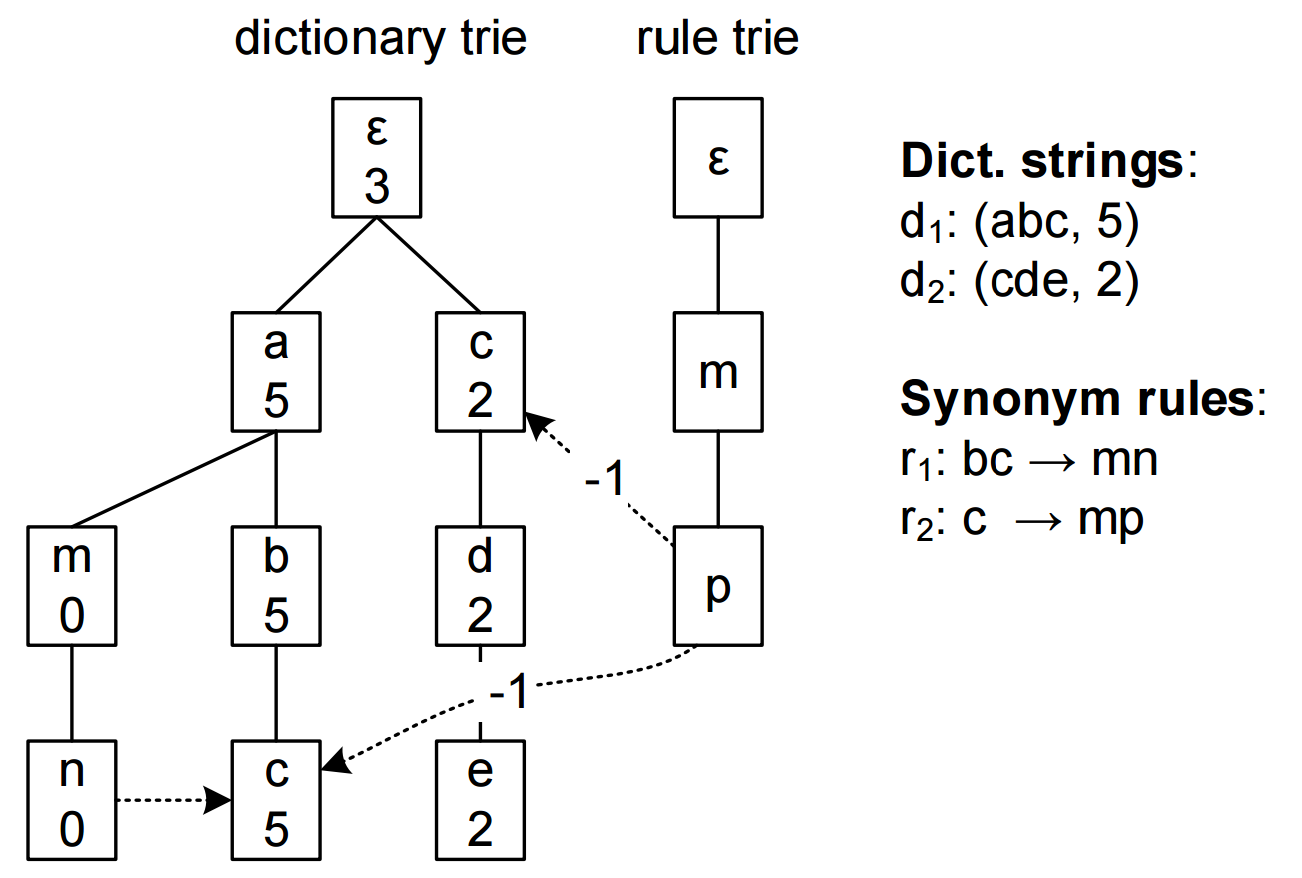 dictionary trie
rule trie
ε
3
ε
a
5
c
2
m
-1
m
0
b
5
d
2
p
-1
n
0
c
5
e
2
Dict. strings:
d₁: (abc, 5)
d₂: (cde, 2)
Synonym rules:
r₁: bc → mn
r₂: c → mp